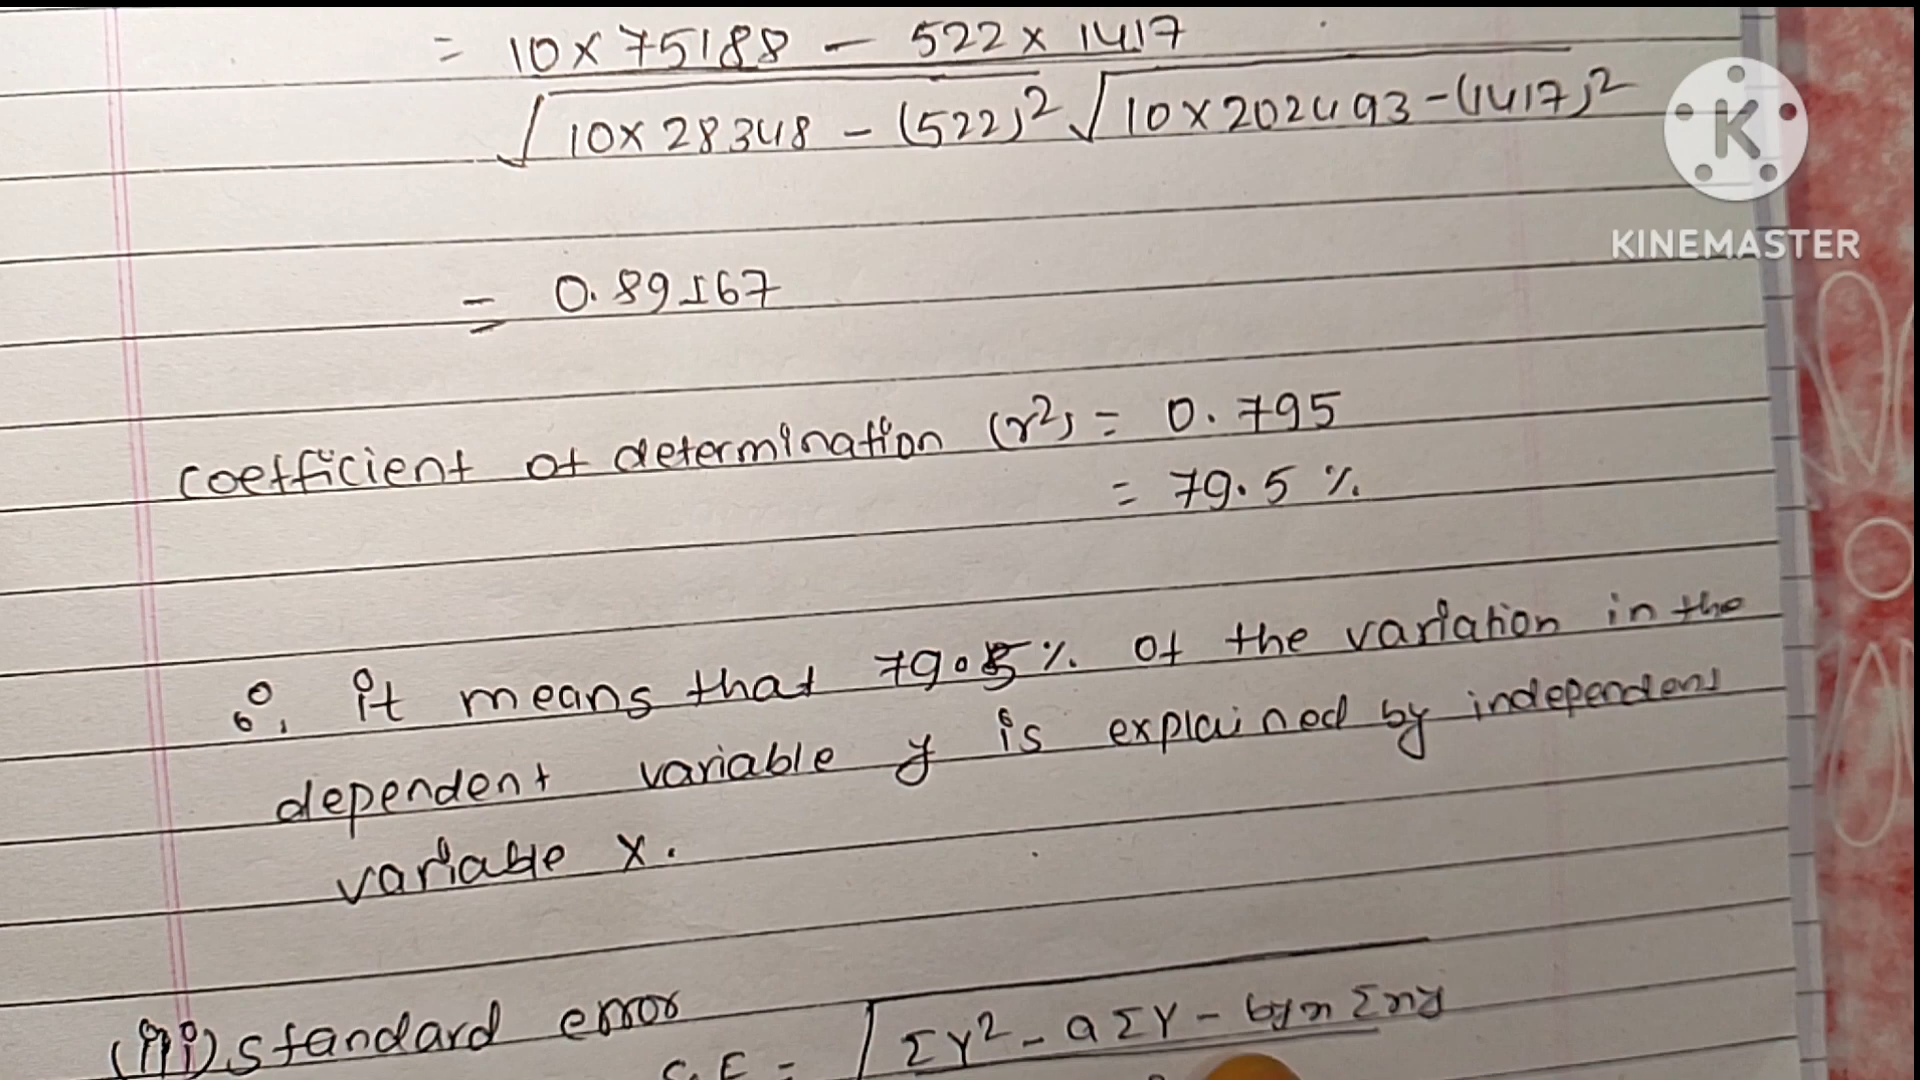 = 10×75188 − 522×1417
√10×28348 − (522)² √10×202493 − (1417)²
K
KINEMASTER
= 0.89167
coefficient of determination (r²) = 0.795
= 79.5 %
∴ it means that 79.5% of the variation in the
dependent variable y is explained by independent
variable x.
(iii) standard error
S.E = √ΣY² − aΣY − byx Σxy